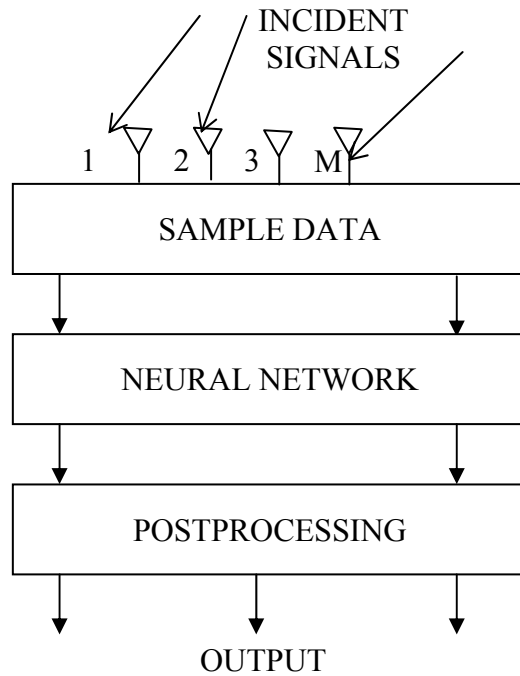 INCIDENT
SIGNALS
1 2 3 M
SAMPLE DATA
NEURAL NETWORK
POSTPROCESSING
OUTPUT